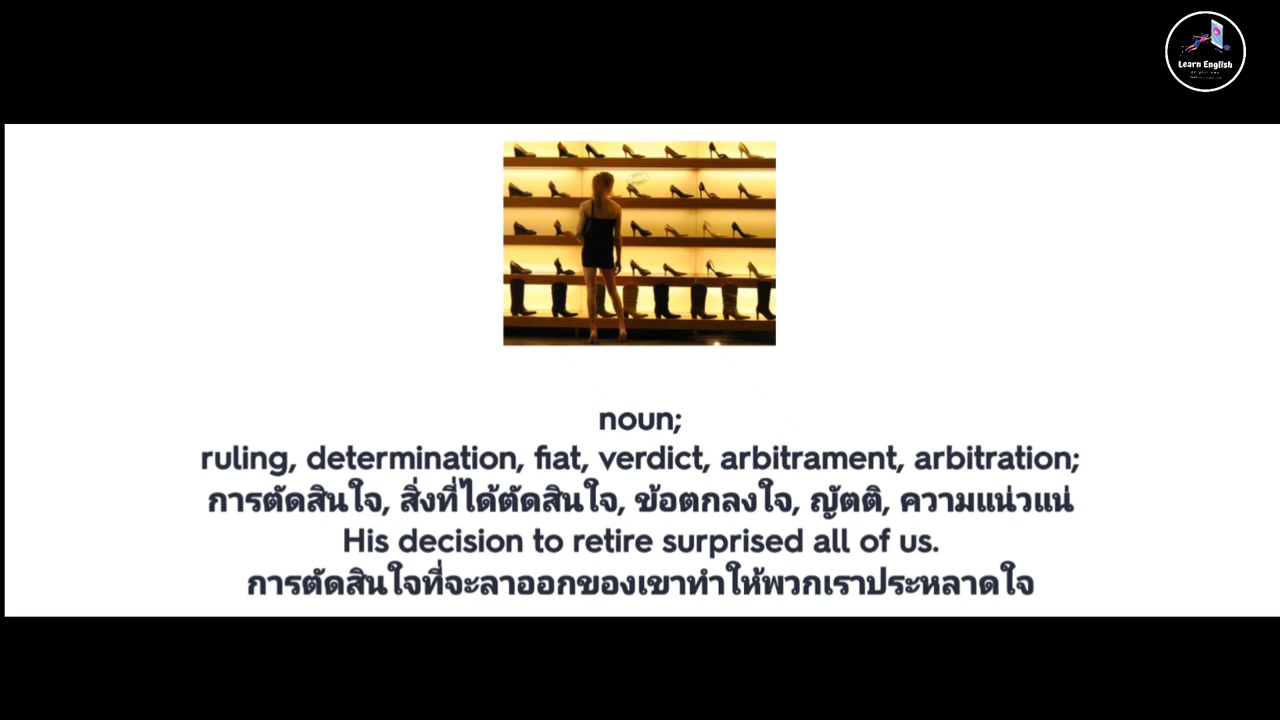 Learn English
noun;
ruling, determination, fiat, verdict, arbitrament, arbitration;
การตัดสินใจ, สิ่งที่ได้ตัดสินใจ, ข้อตกลงใจ, ญัตติ, ความแน่วแน่
His decision to retire surprised all of us.
การตัดสินใจที่จะลาออกของเขาทำให้พวกเราประหลาดใจ